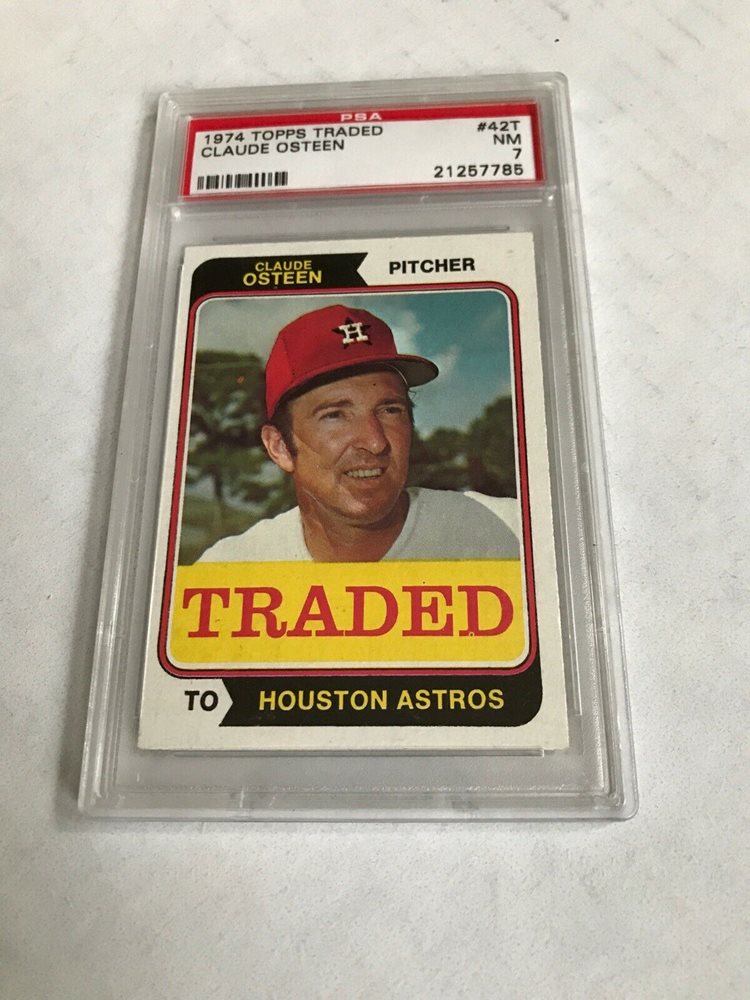 PSA
1974 TOPPS TRADED #42T
CLAUDE OSTEEN NM
7
21257785
CLAUDE
OSTEEN
PITCHER
H
TRADED
TO HOUSTON ASTROS